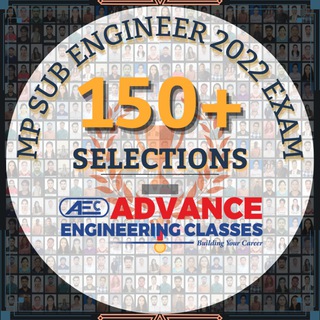 MP SUB ENGINEER 2022 EXAM
150+
SELECTIONS
AEC ADVANCE
ENGINEERING CLASSES
Building Your Career